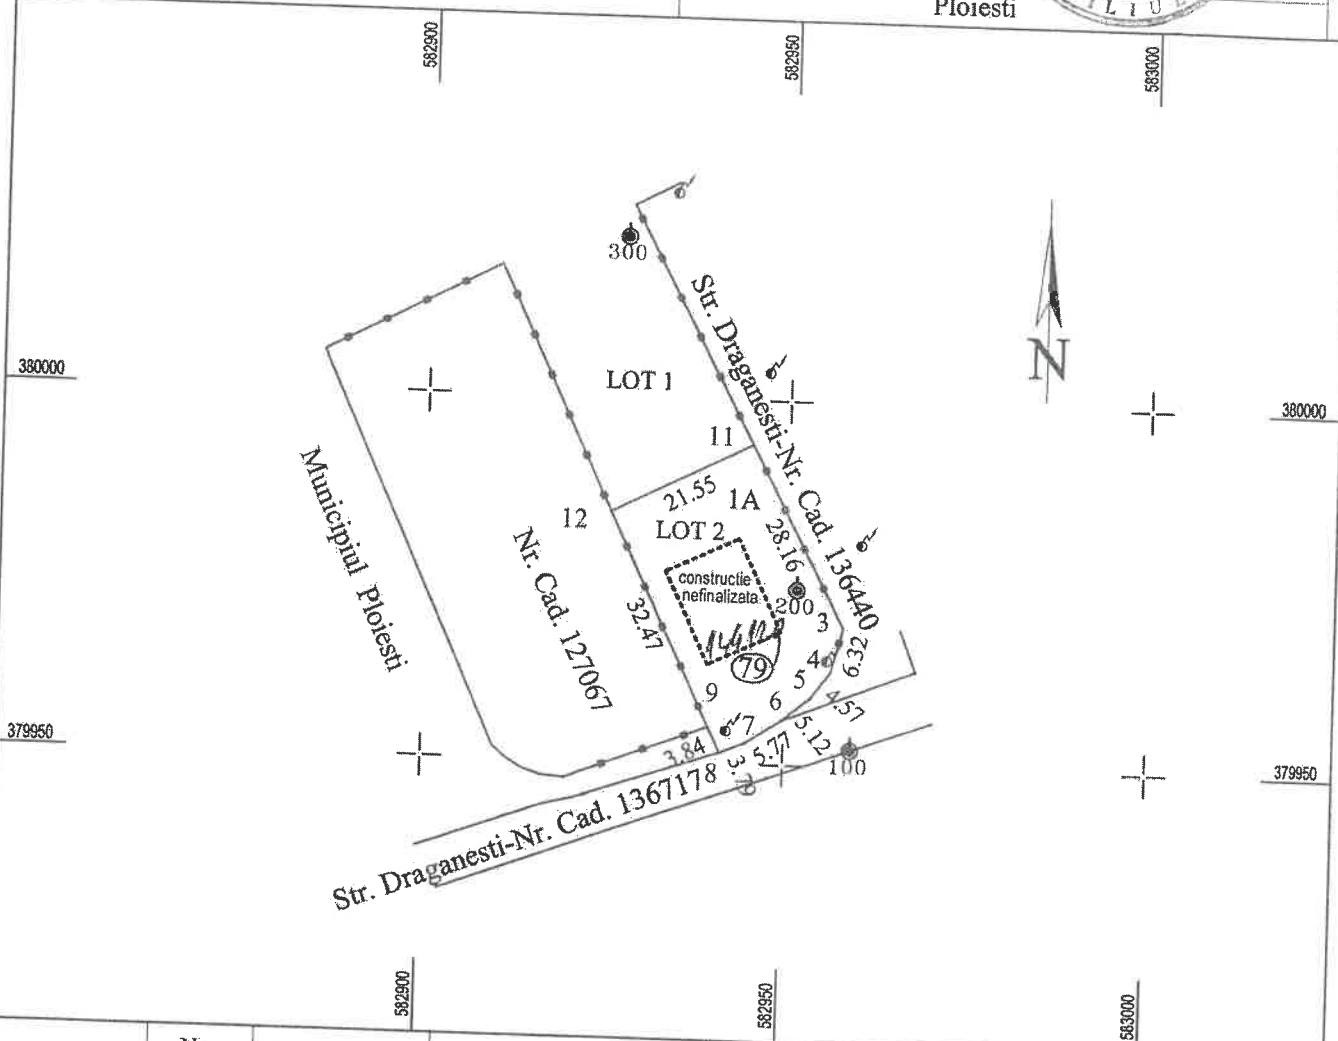 Ploiesti
582900
582950
583000
300
380000
LOT 1
Str. Draganesti-Nr. Cad. 136440
N
380000
11
Municipiul Ploiesti
21.55
1A
12
LOT 2
28.16
Nr. Cad. 127067
constructie
nefinalizata
200
3
32.47
79
4
6.32
5
9
6
4.57
7
5.12
379950
3.84
5.77
100
379950
Str. Draganesti-Nr. Cad. 1367178
582900
582950
583000